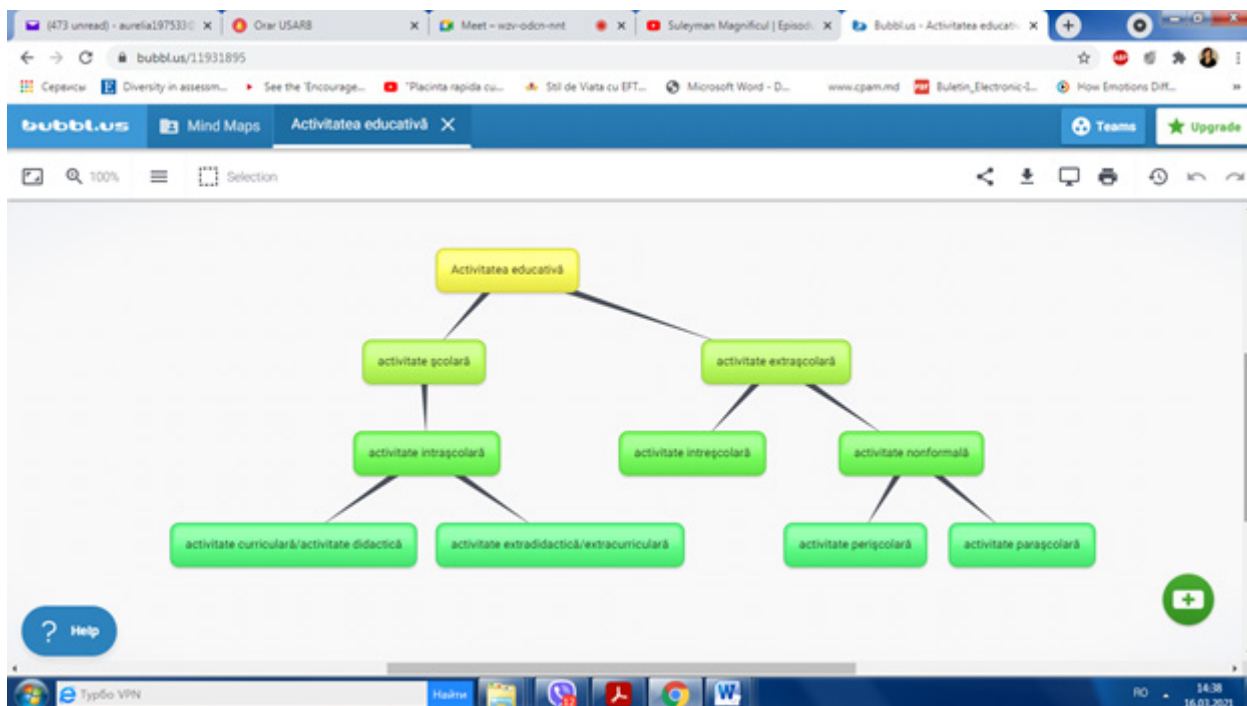 (473 unread) - aurelia197533@
Orar USARB
Meet – wzv-odcn-nnt
Suleyman Magnificul | Episod
Bubbl.us - Activitatea educati
bubbl.us/11931895
Сервисы
Diversity in assessm...
See the 'Encourage...
"Placinta rapida cu...
Stil de Viata cu EFT...
Microsoft Word - D...
www.cpam.md
Buletin_Electronic-I...
How Emotions Diff...
bubbl.us
Mind Maps
Activitatea educativă
Teams
Upgrade
100%
Selection
Activitatea educativă
activitate școlară
activitate extrașcolară
activitate intrașcolară
activitate intreșcolară
activitate nonformală
activitate curriculară/activitate didactică
activitate extradidactică/extracurriculară
activitate perișcolară
activitate parașcolară
? Help
Турбо VPN
Найти
12
RO
14:38
16.03.2021